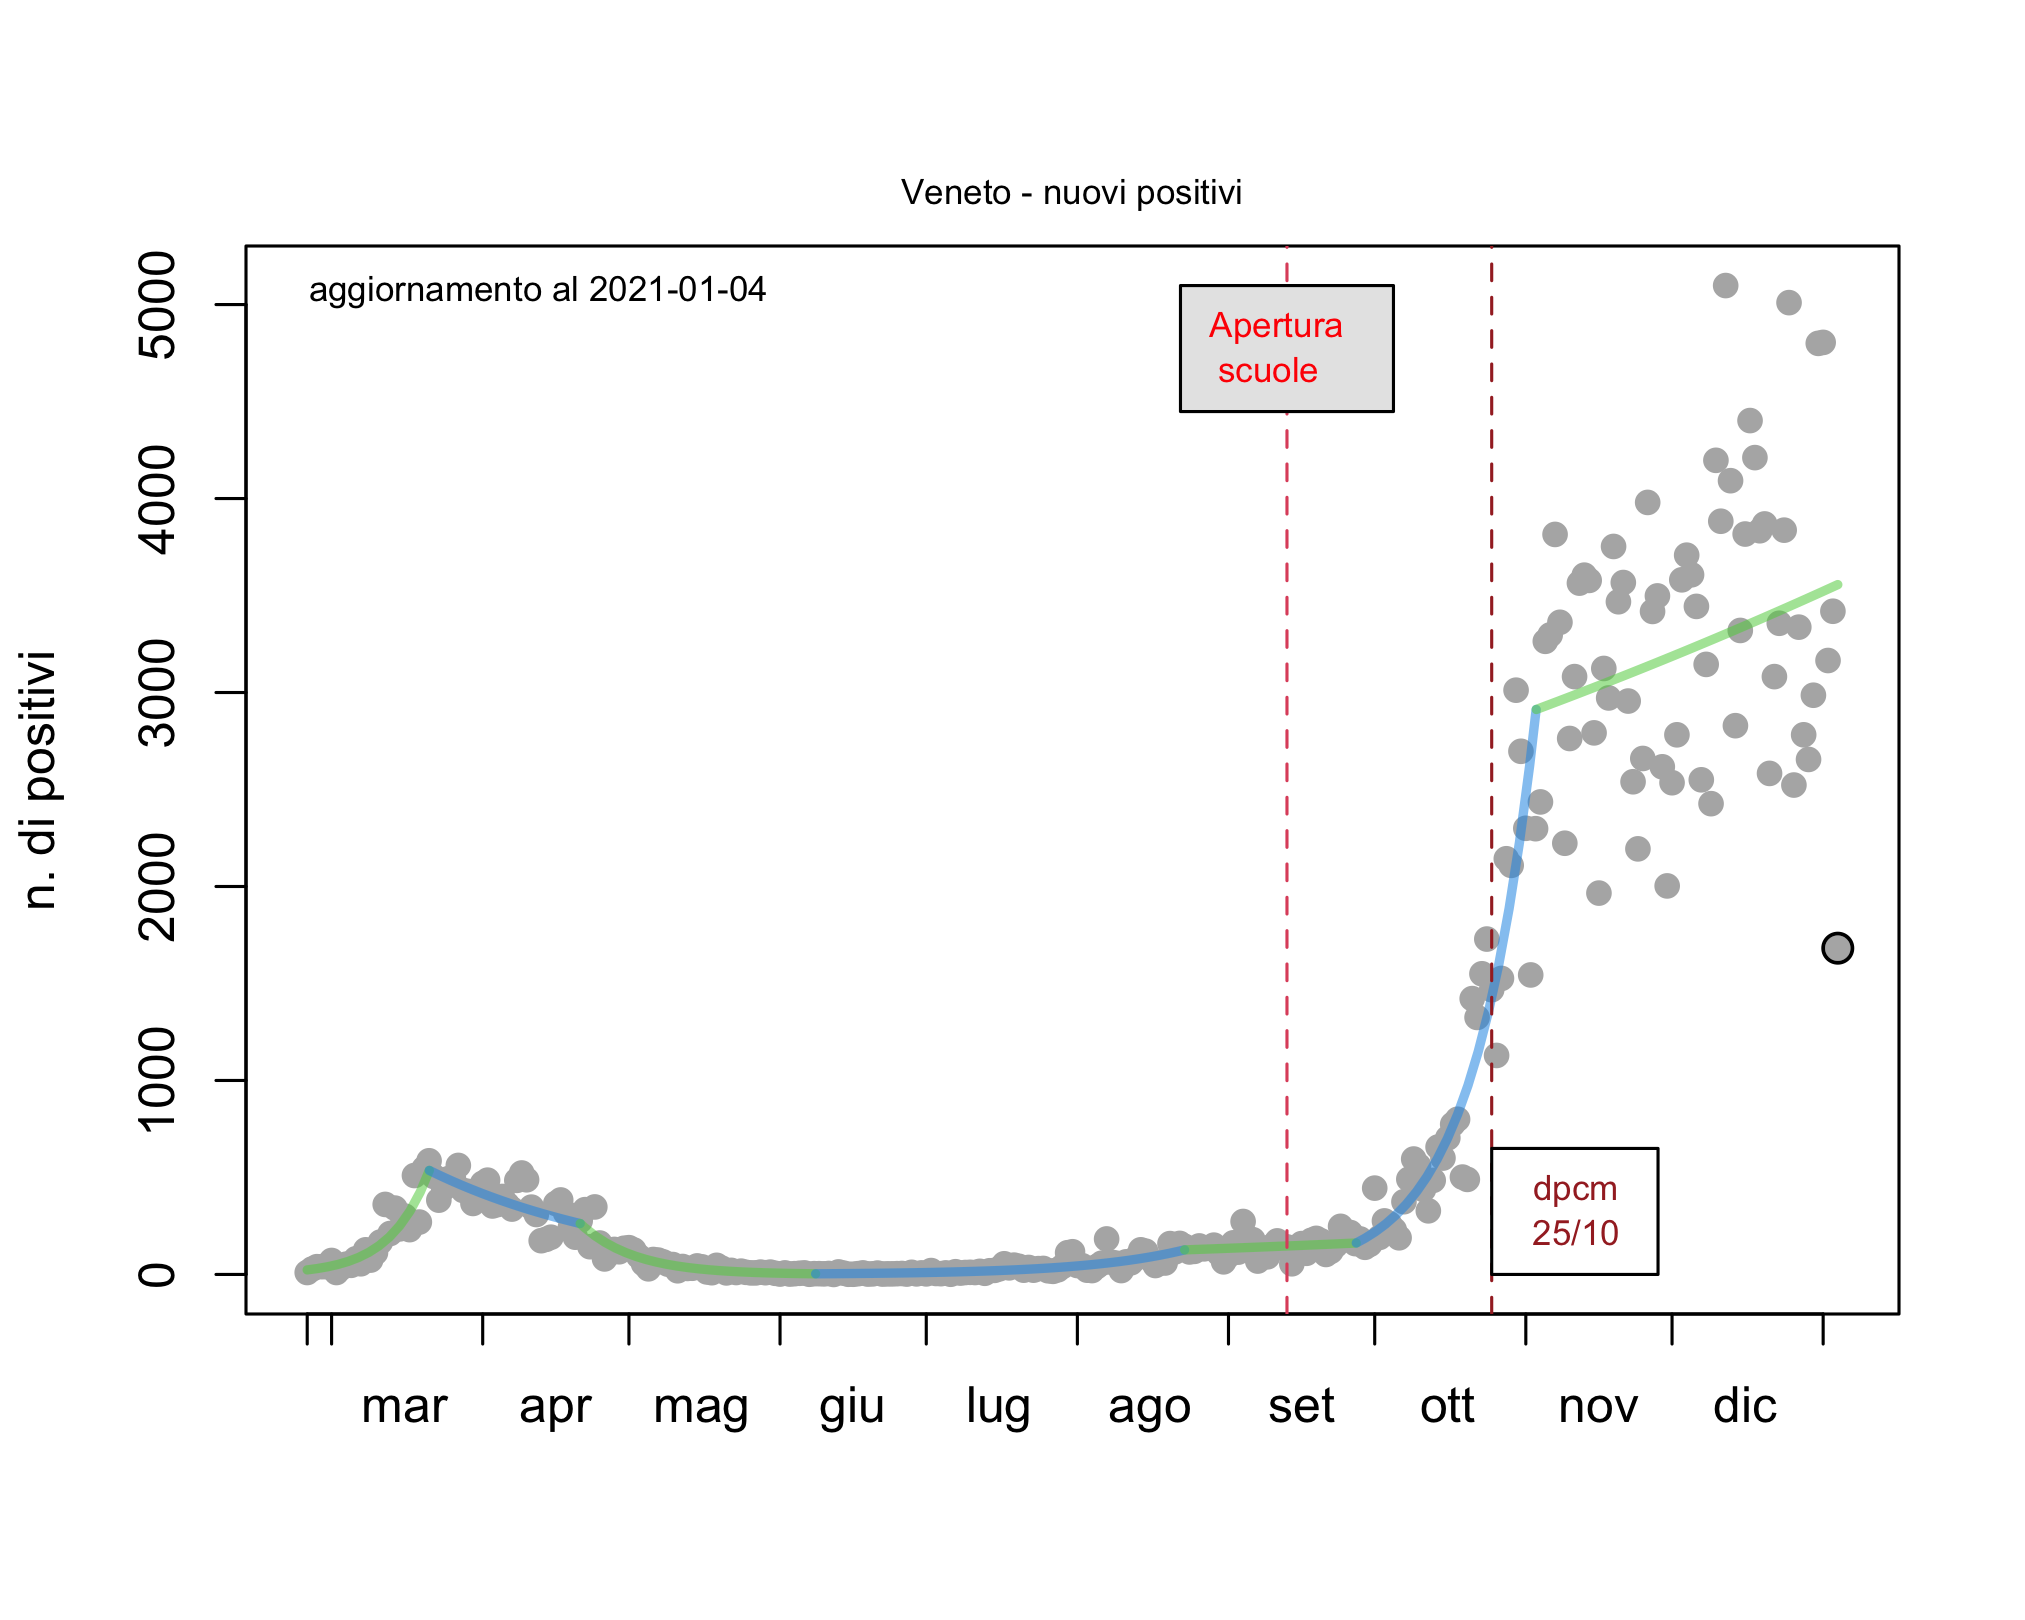 Veneto - nuovi positivi
aggiornamento al 2021-01-04
Apertura
scuole
dpcm
25/10
n. di positivi
5000
4000
3000
2000
1000
0
mar apr mag giu lug ago set ott nov dic